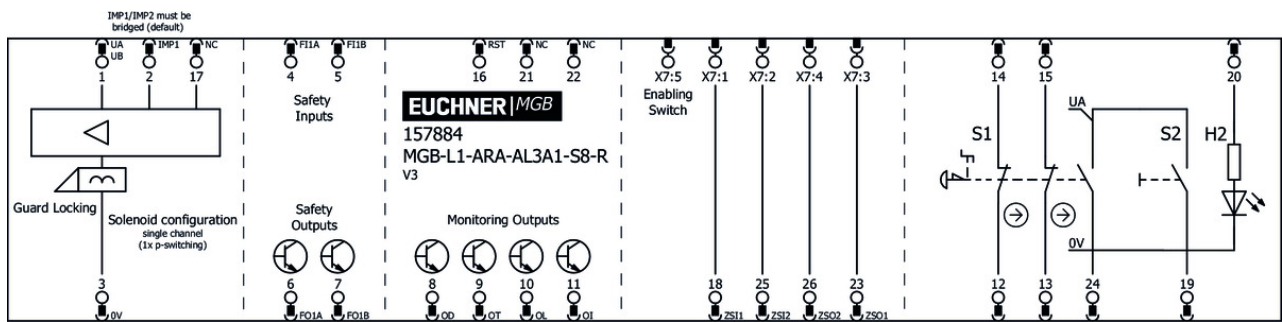 IMP1/IMP2 must be
bridged (default)
UA
UB
IMP1
NC
FI1A
FI1B
RST
NC
NC
1
2
17
4
5
16
21
22
X7:5
X7:1
X7:2
X7:4
X7:3
14
15
20
Safety
Inputs
EUCHNER MGB
157884
MGB-L1-ARA-AL3A1-S8-R
V3
Enabling
Switch
UA
S1
S2
H2
Guard Locking
Solenoid configuration
single channel
(1x p-switching)
Safety
Outputs
Monitoring Outputs
0V
3
6
7
8
9
10
11
18
25
26
23
12
13
24
19
0V
FO1A
FO1B
OD
OT
OL
OI
ZSI1
ZSI2
ZSO2
ZSO1